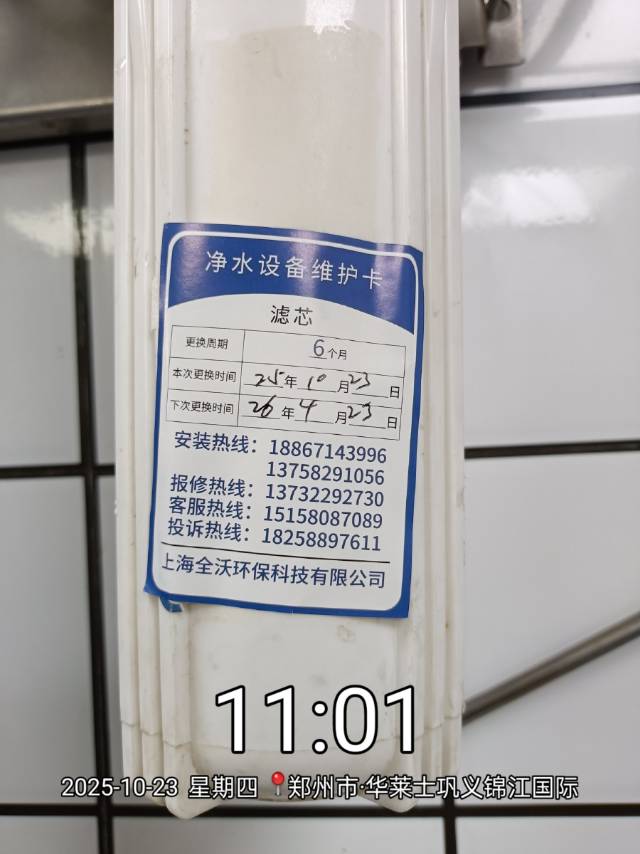 净水设备维护卡
滤芯
更换周期 6个月
本次更换时间 25年10月23日
下次更换时间 26年4月23日
安装热线：18867143996
13758291056
报修热线：13732292730
客服热线：15158087089
投诉热线：18258897611
上海全沃环保科技有限公司
11:01
2025-10-23 星期四 郑州市·华莱士巩义锦江国际